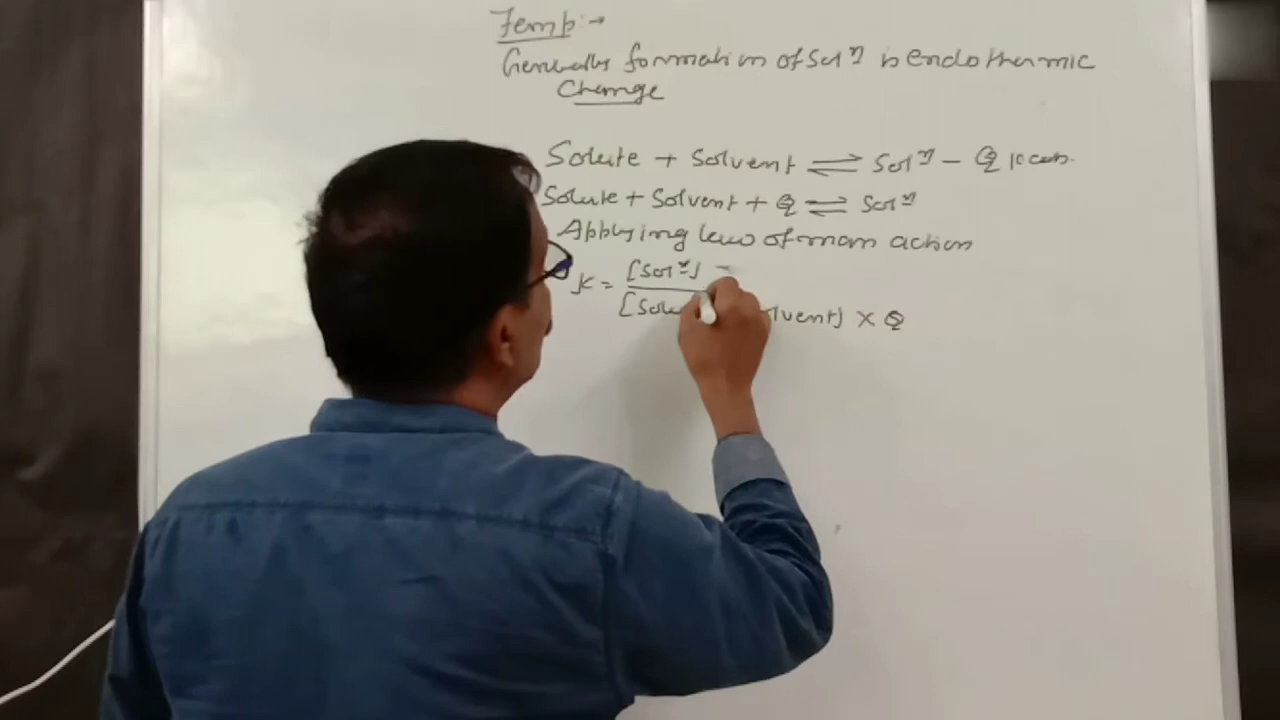 Temp :→
Generally formation of Solⁿ is endothermic
Change
Solute + Solvent ⇌ Solⁿ – Q Kcals.
Solute + Solvent + Q ⇌ Solⁿ
Applying law of mass action
K = [Solⁿ]
lvent] × Q